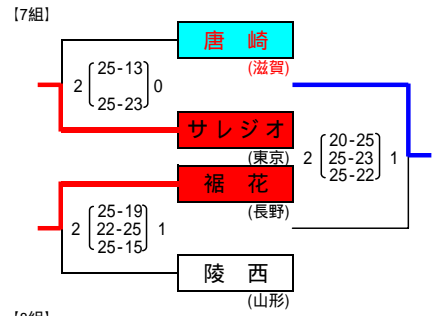 【7組】
唐 崎
(滋賀)
2 25-13 0
25-23
サレジオ
(東京)
2 20-25 1
25-23
25-22
裾 花
(長野)
2 25-19 1
22-25
25-15
陵 西
(山形)